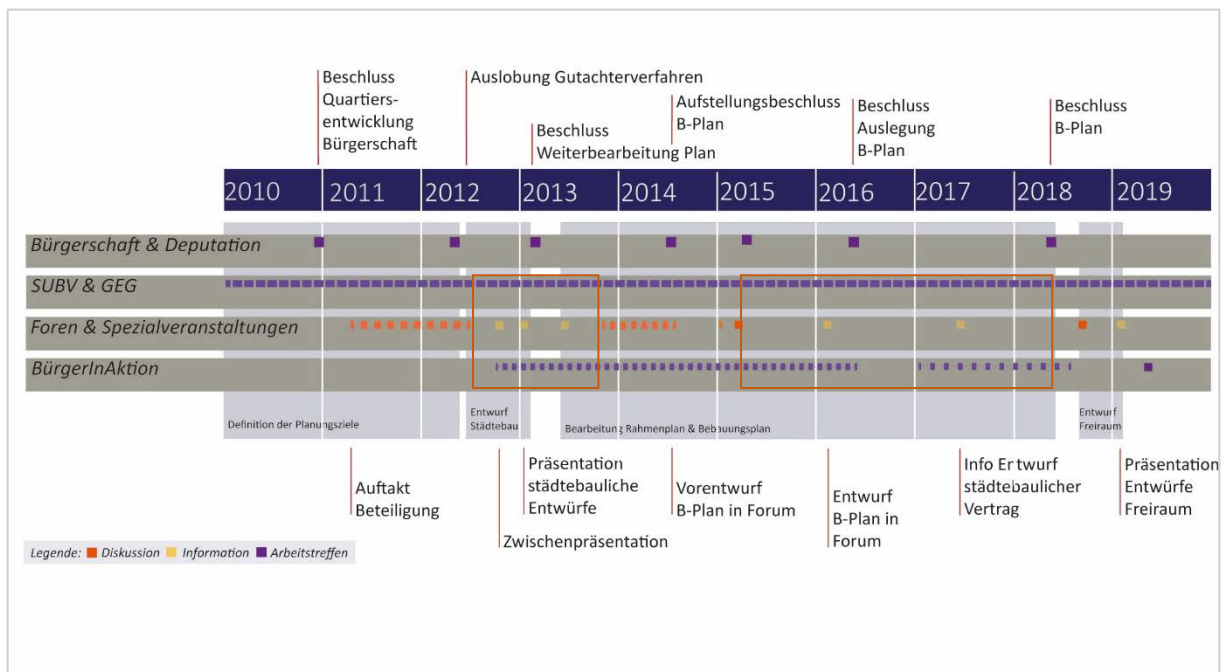 Beschluss
Quartiers-
entwicklung
Bürgerschaft
Auslobung Gutachterverfahren
Beschluss
Weiterbearbeitung Plan
Aufstellungsbeschluss
B-Plan
Beschluss
Auslegung
B-Plan
Beschluss
B-Plan
2010 2011 2012 2013 2014 2015 2016 2017 2018 2019
Bürgerschaft & Deputation
SUBV & GEG
Foren & Spezialveranstaltungen
BürgerInAktion
Definition der Planungsziele
Entwurf
Städtebau
Bearbeitung Rahmenplan & Bebauungsplan
Entwurf
Freiraum
Auftakt
Beteiligung
Zwischenpräsentation
Präsentation
städtebauliche
Entwürfe
Vorentwurf
B-Plan in Forum
Entwurf
B-Plan in
Forum
Info Entwurf
städtebaulicher
Vertrag
Präsentation
Entwürfe
Freiraum
Legende: Diskussion Information Arbeitstreffen